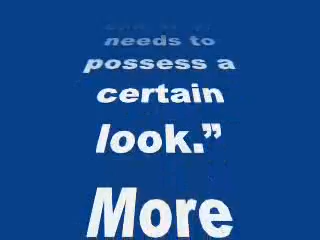 needs to
possess a
certain
look.”
More